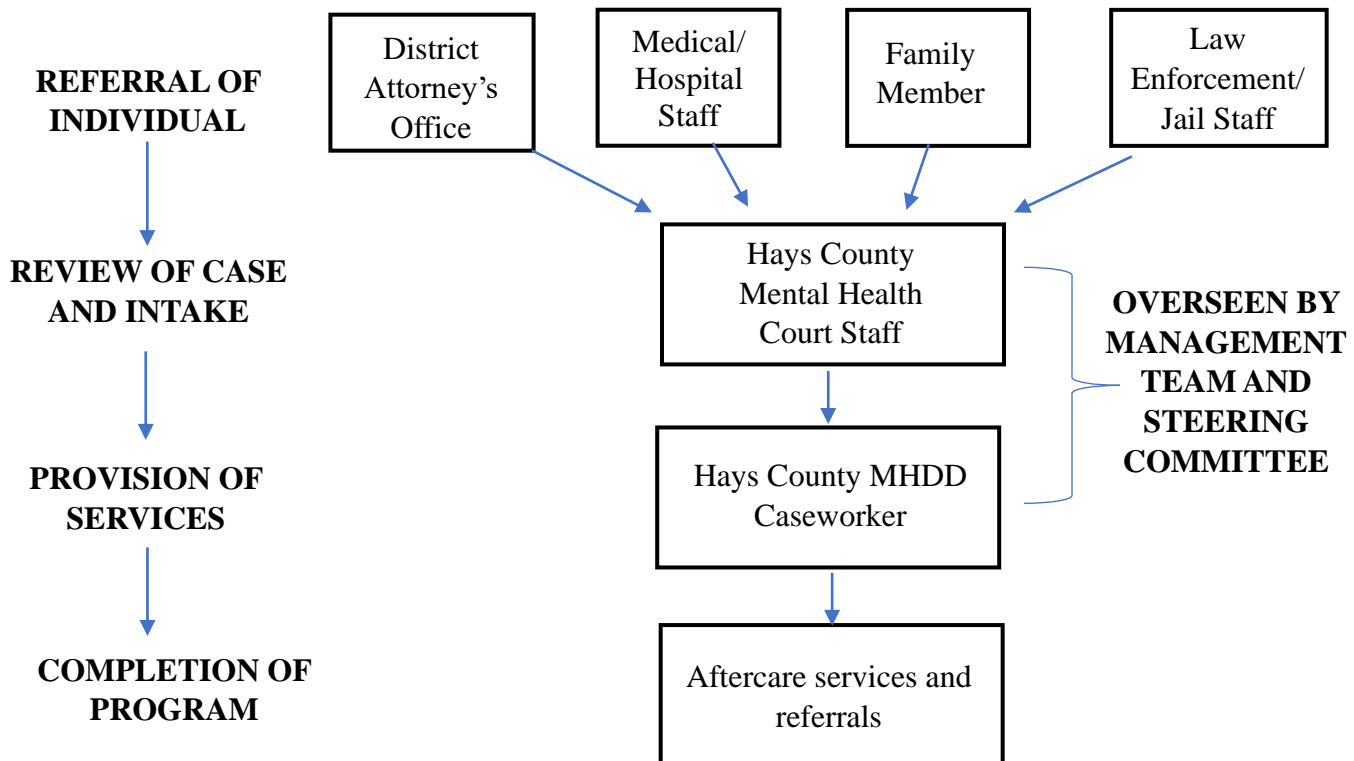 REFERRAL OF
INDIVIDUAL
District
Attorney’s
Office
Medical/
Hospital
Staff
Family
Member
Law
Enforcement/
Jail Staff
REVIEW OF CASE
AND INTAKE
Hays County
Mental Health
Court Staff
OVERSEEN BY
MANAGEMENT
TEAM AND
STEERING
COMMITTEE
PROVISION OF
SERVICES
Hays County MHDD
Caseworker
COMPLETION OF
PROGRAM
Aftercare services and
referrals